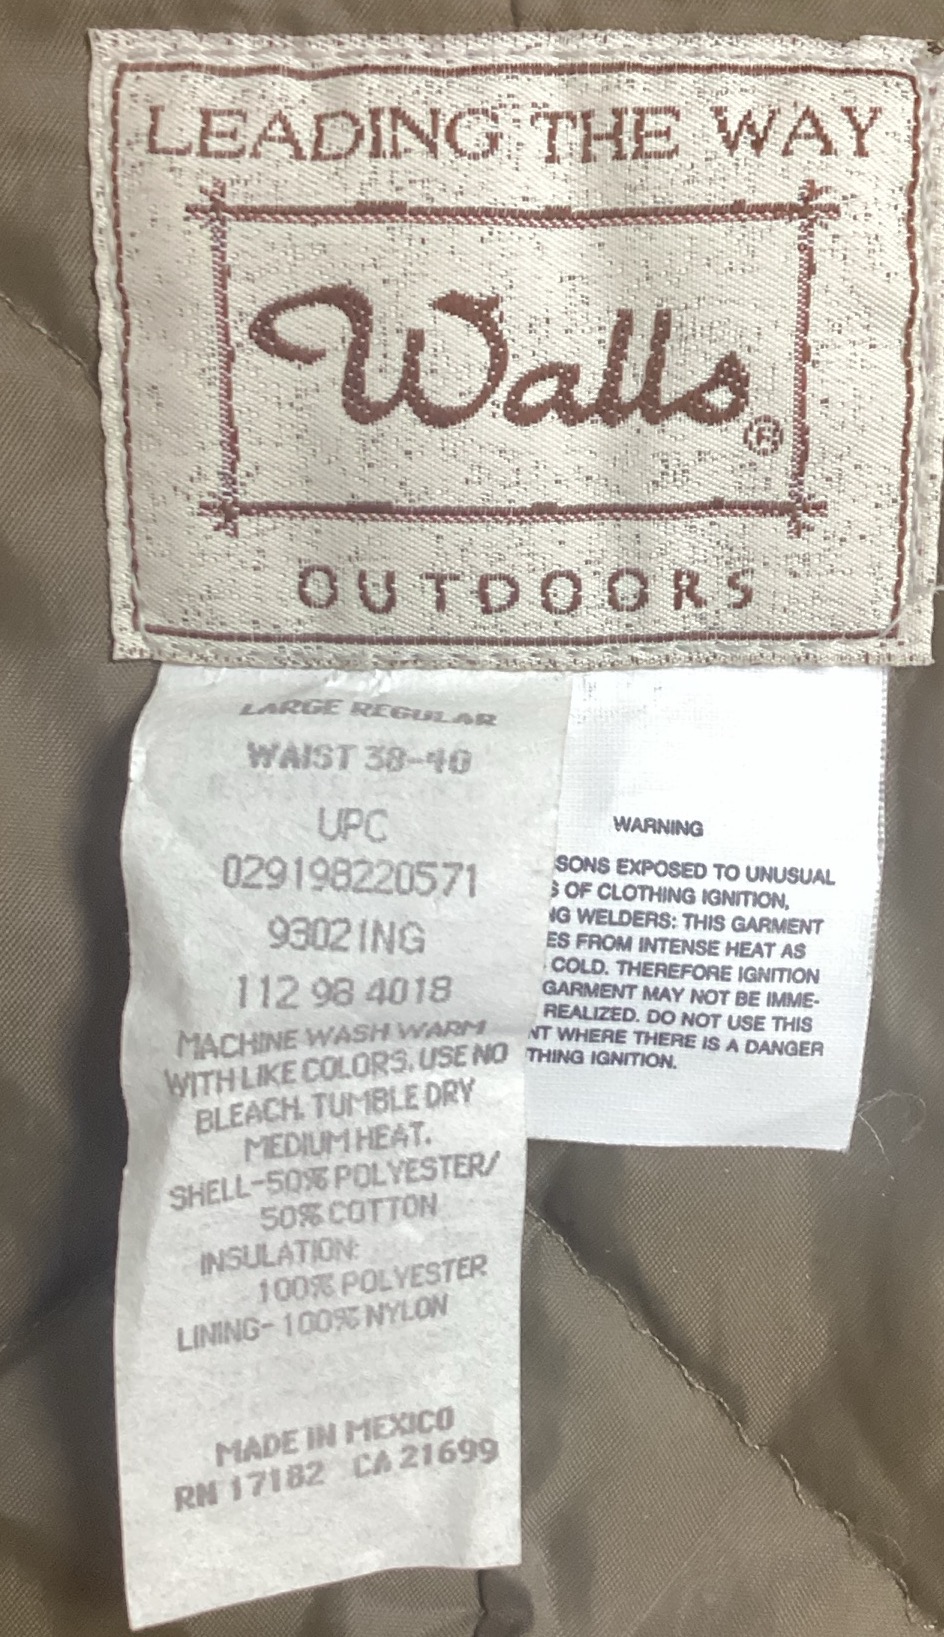 LEADING THE WAY
Walls®
OUTDOORS
LARGE REGULAR
WAIST 38-40
UPC
029198220571
93021NG
112 98 4018
MACHINE WASH WARM
WITH LIKE COLORS. USE NO
BLEACH. TUMBLE DRY
MEDIUM HEAT.
SHELL-50% POLYESTER/
50% COTTON
INSULATION:
100% POLYESTER
LINING- 100% NYLON
MADE IN MEXICO
RN 17182 CA 21699
WARNING
SONS EXPOSED TO UNUSUAL
OF CLOTHING IGNITION,
NG WELDERS: THIS GARMENT
ES FROM INTENSE HEAT AS
COLD. THEREFORE IGNITION
GARMENT MAY NOT BE IMME-
REALIZED. DO NOT USE THIS
NT WHERE THERE IS A DANGER
THING IGNITION.